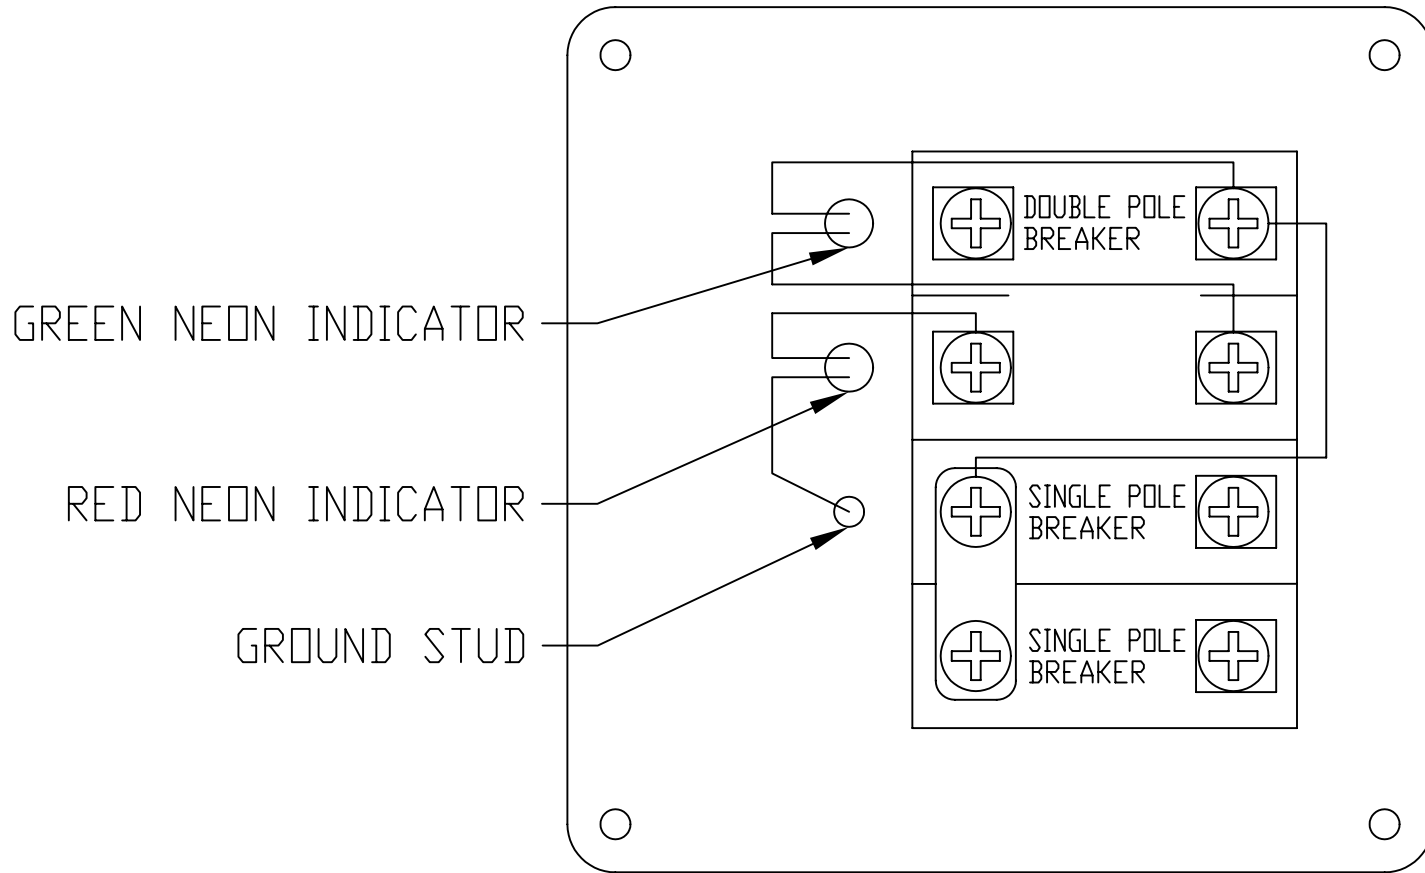 DOUBLE POLE
BREAKER
GREEN NEON INDICATOR
RED NEON INDICATOR
SINGLE POLE
BREAKER
GROUND STUD
SINGLE POLE
BREAKER